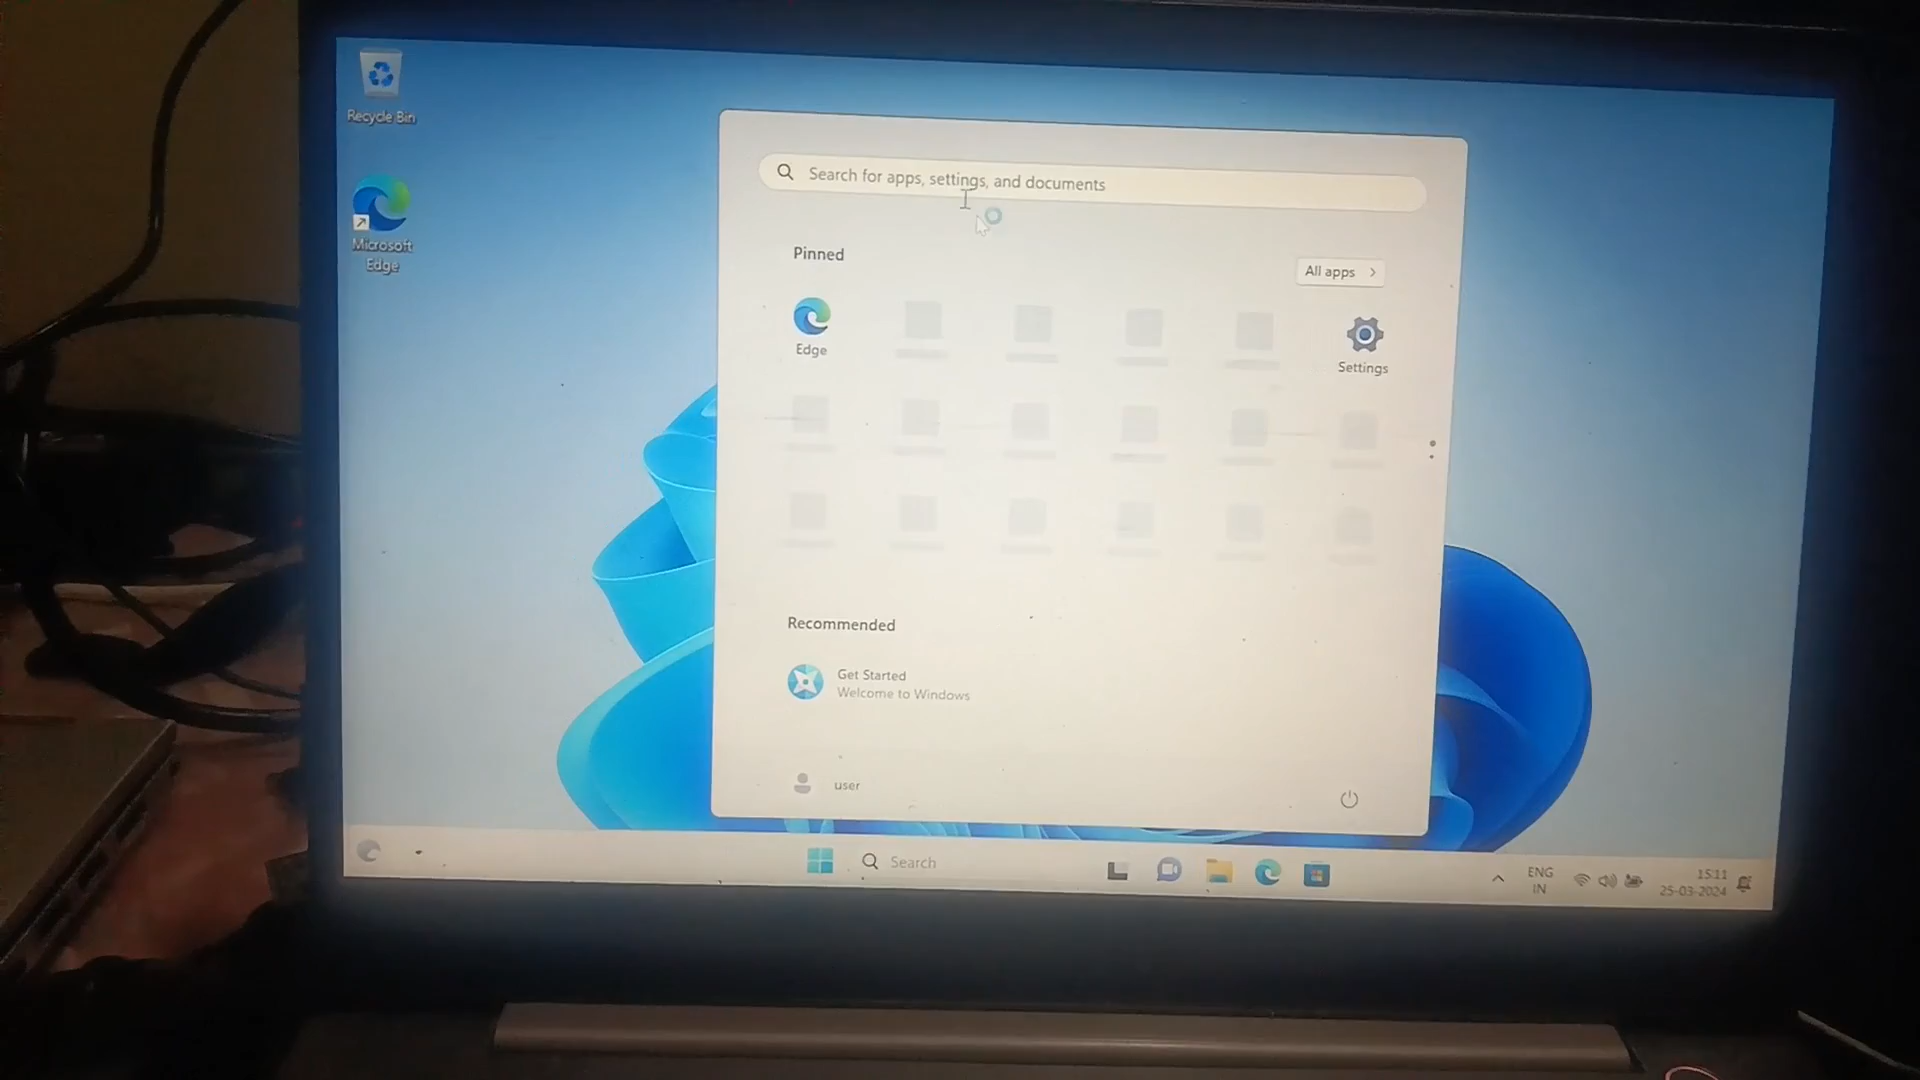 Recycle Bin
Microsoft
Edge
Search for apps, settings, and documents
Pinned
All apps
Edge
Settings
Recommended
Get Started
Welcome to Windows
user
Search
ENG
IN
15:11
25-03-2024